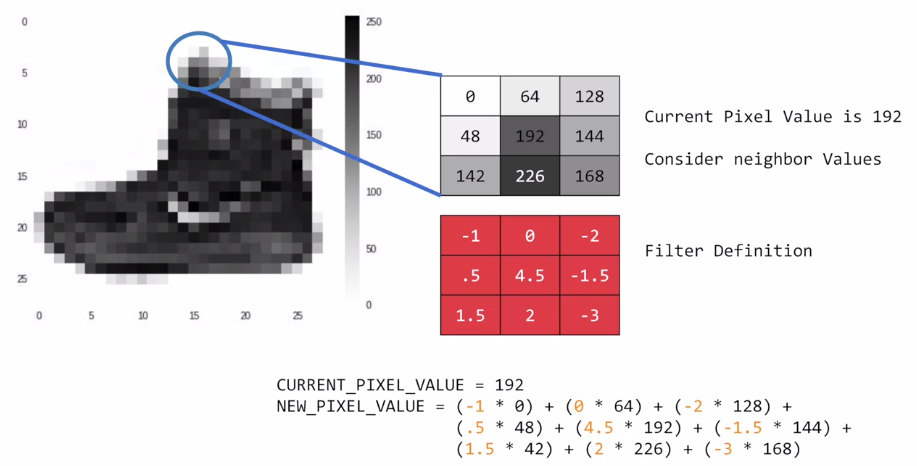 0
5
10
15
20
25
0 5 10 15 20 25
250
200
150
100
50
0
0 64 128
48 192 144
142 226 168
Current Pixel Value is 192
Consider neighbor Values
-1 0 -2
.5 4.5 -1.5
1.5 2 -3
Filter Definition
CURRENT_PIXEL_VALUE = 192
NEW_PIXEL_VALUE = (-1 * 0) + (0 * 64) + (-2 * 128) +
(.5 * 48) + (4.5 * 192) + (-1.5 * 144) +
(1.5 * 42) + (2 * 226) + (-3 * 168)